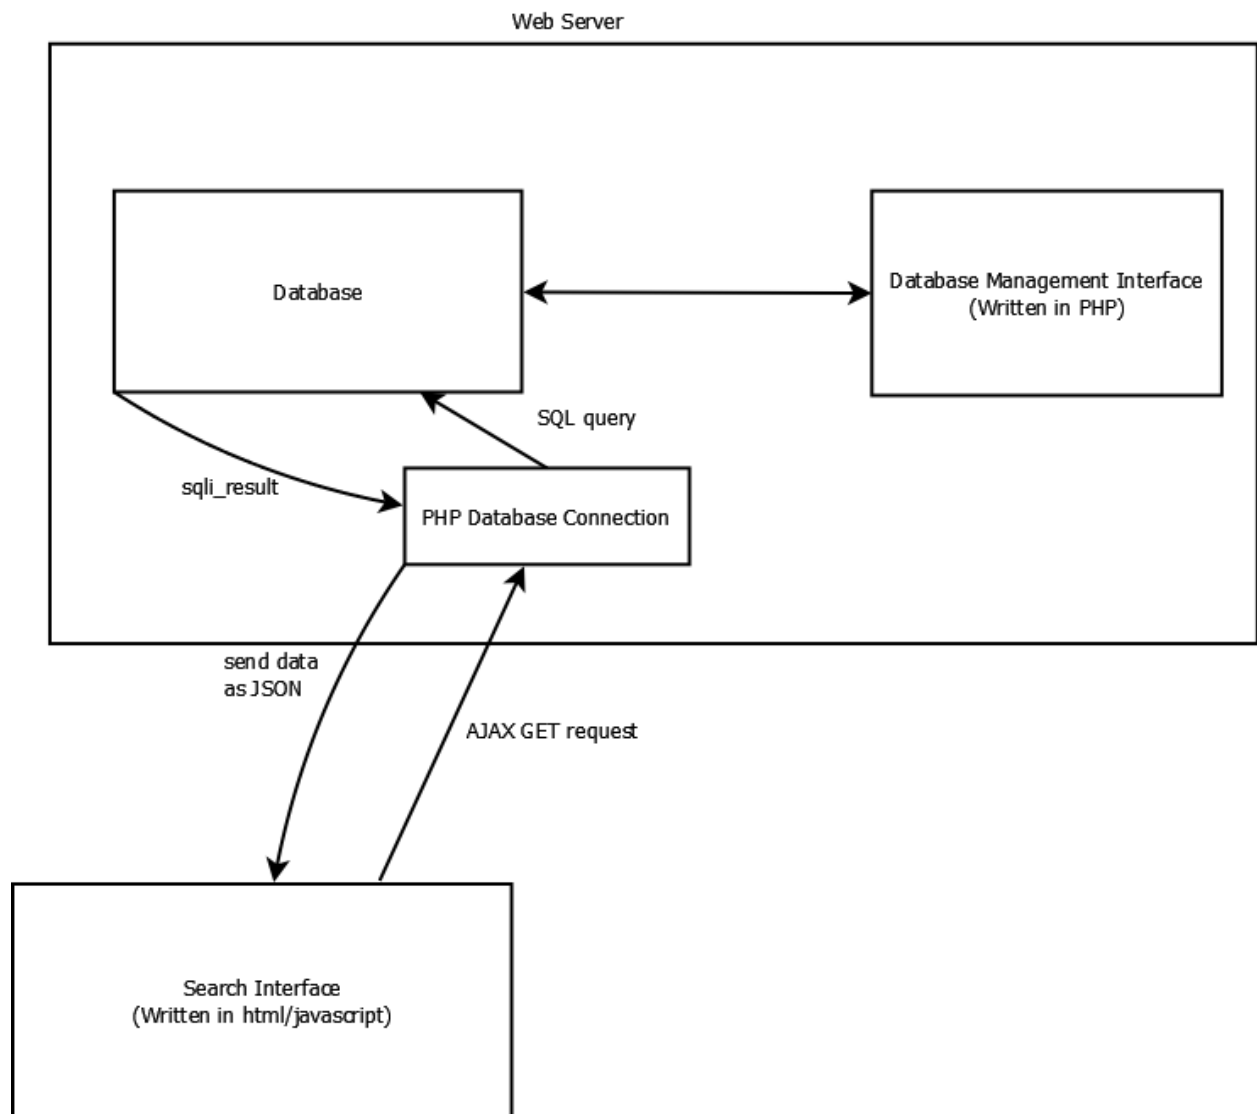 Web Server
Database
Database Management Interface
(Written in PHP)
SQL query
sqli_result
PHP Database Connection
send data
as JSON
AJAX GET request
Search Interface
(Written in html/javascript)